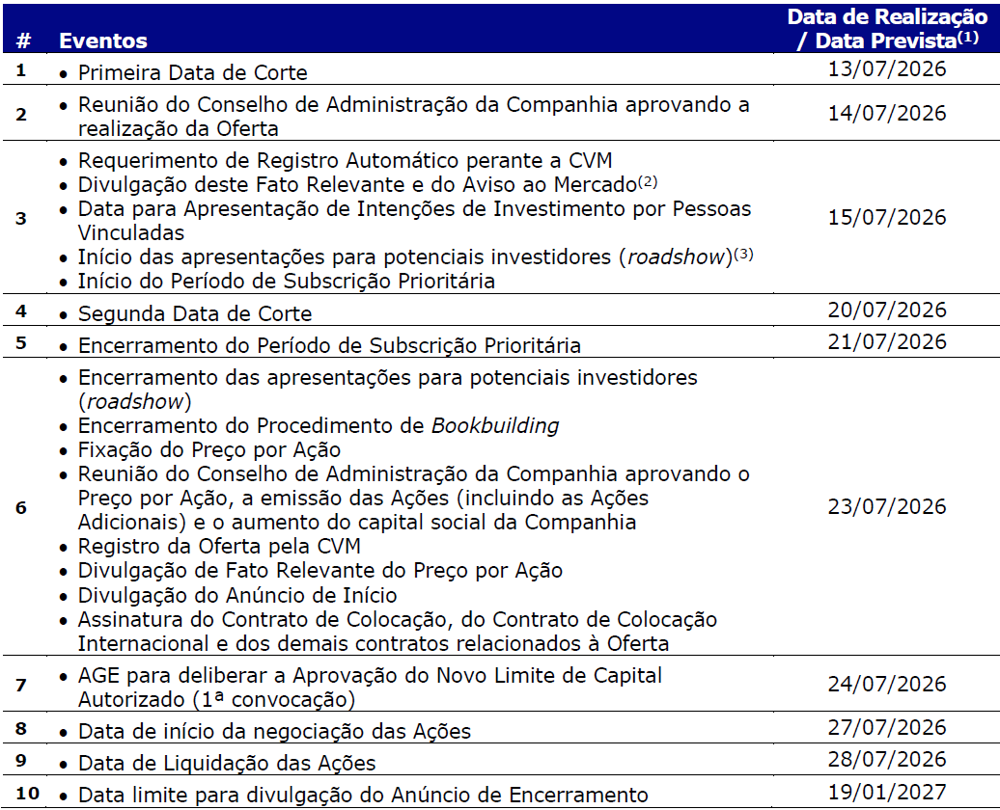 # Eventos Data de Realização / Data Prevista(1)
1 • Primeira Data de Corte 13/07/2026
2 • Reunião do Conselho de Administração da Companhia aprovando a
realização da Oferta 14/07/2026
3 • Requerimento de Registro Automático perante a CVM
• Divulgação deste Fato Relevante e do Aviso ao Mercado(2)
• Data para Apresentação de Intenções de Investimento por Pessoas
Vinculadas 15/07/2026
• Início das apresentações para potenciais investidores (roadshow)(3)
• Início do Período de Subscrição Prioritária
4 • Segunda Data de Corte 20/07/2026
5 • Encerramento do Período de Subscrição Prioritária 21/07/2026
6 • Encerramento das apresentações para potenciais investidores
(roadshow)
• Encerramento do Procedimento de Bookbuilding
• Fixação do Preço por Ação
• Reunião do Conselho de Administração da Companhia aprovando o
Preço por Ação, a emissão das Ações (incluindo as Ações
Adicionais) e o aumento do capital social da Companhia 23/07/2026
• Registro da Oferta pela CVM
• Divulgação de Fato Relevante do Preço por Ação
• Divulgação do Anúncio de Início
• Assinatura do Contrato de Colocação, do Contrato de Colocação
Internacional e dos demais contratos relacionados à Oferta
7 • AGE para deliberar a Aprovação do Novo Limite de Capital
Autorizado (1ª convocação) 24/07/2026
8 • Data de início da negociação das Ações 27/07/2026
9 • Data de Liquidação das Ações 28/07/2026
10 • Data limite para divulgação do Anúncio de Encerramento 19/01/2027